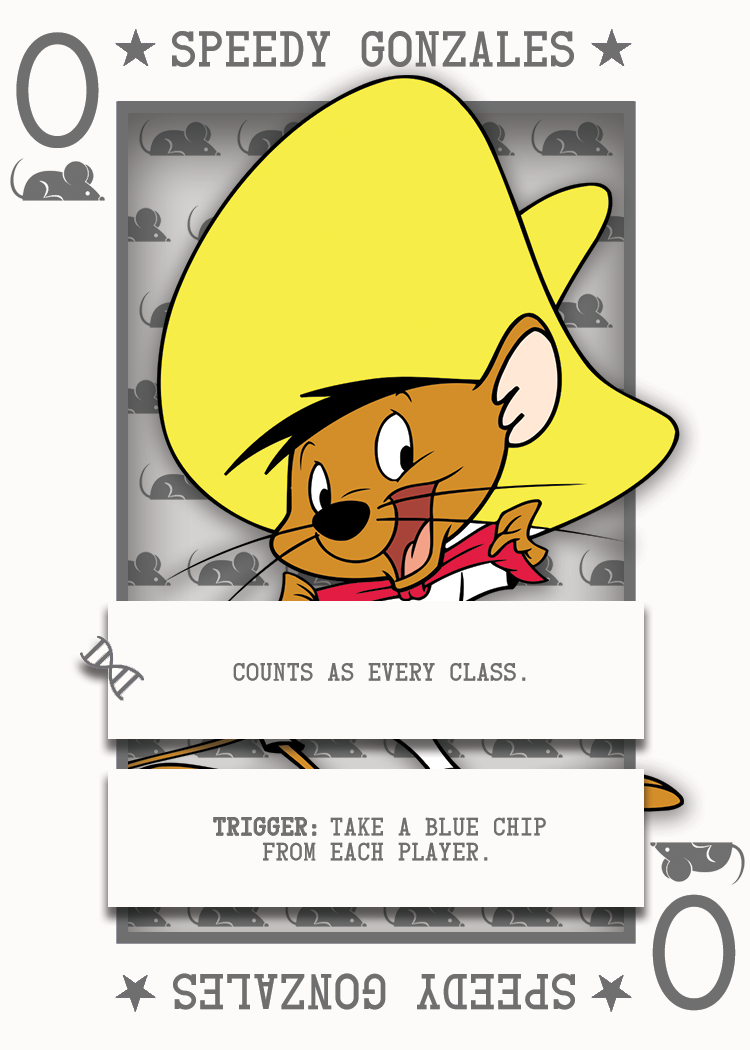 0
★ SPEEDY GONZALES ★
COUNTS AS EVERY CLASS.
TRIGGER: TAKE A BLUE CHIP
FROM EACH PLAYER.
0
★ SPEEDY GONZALES ★